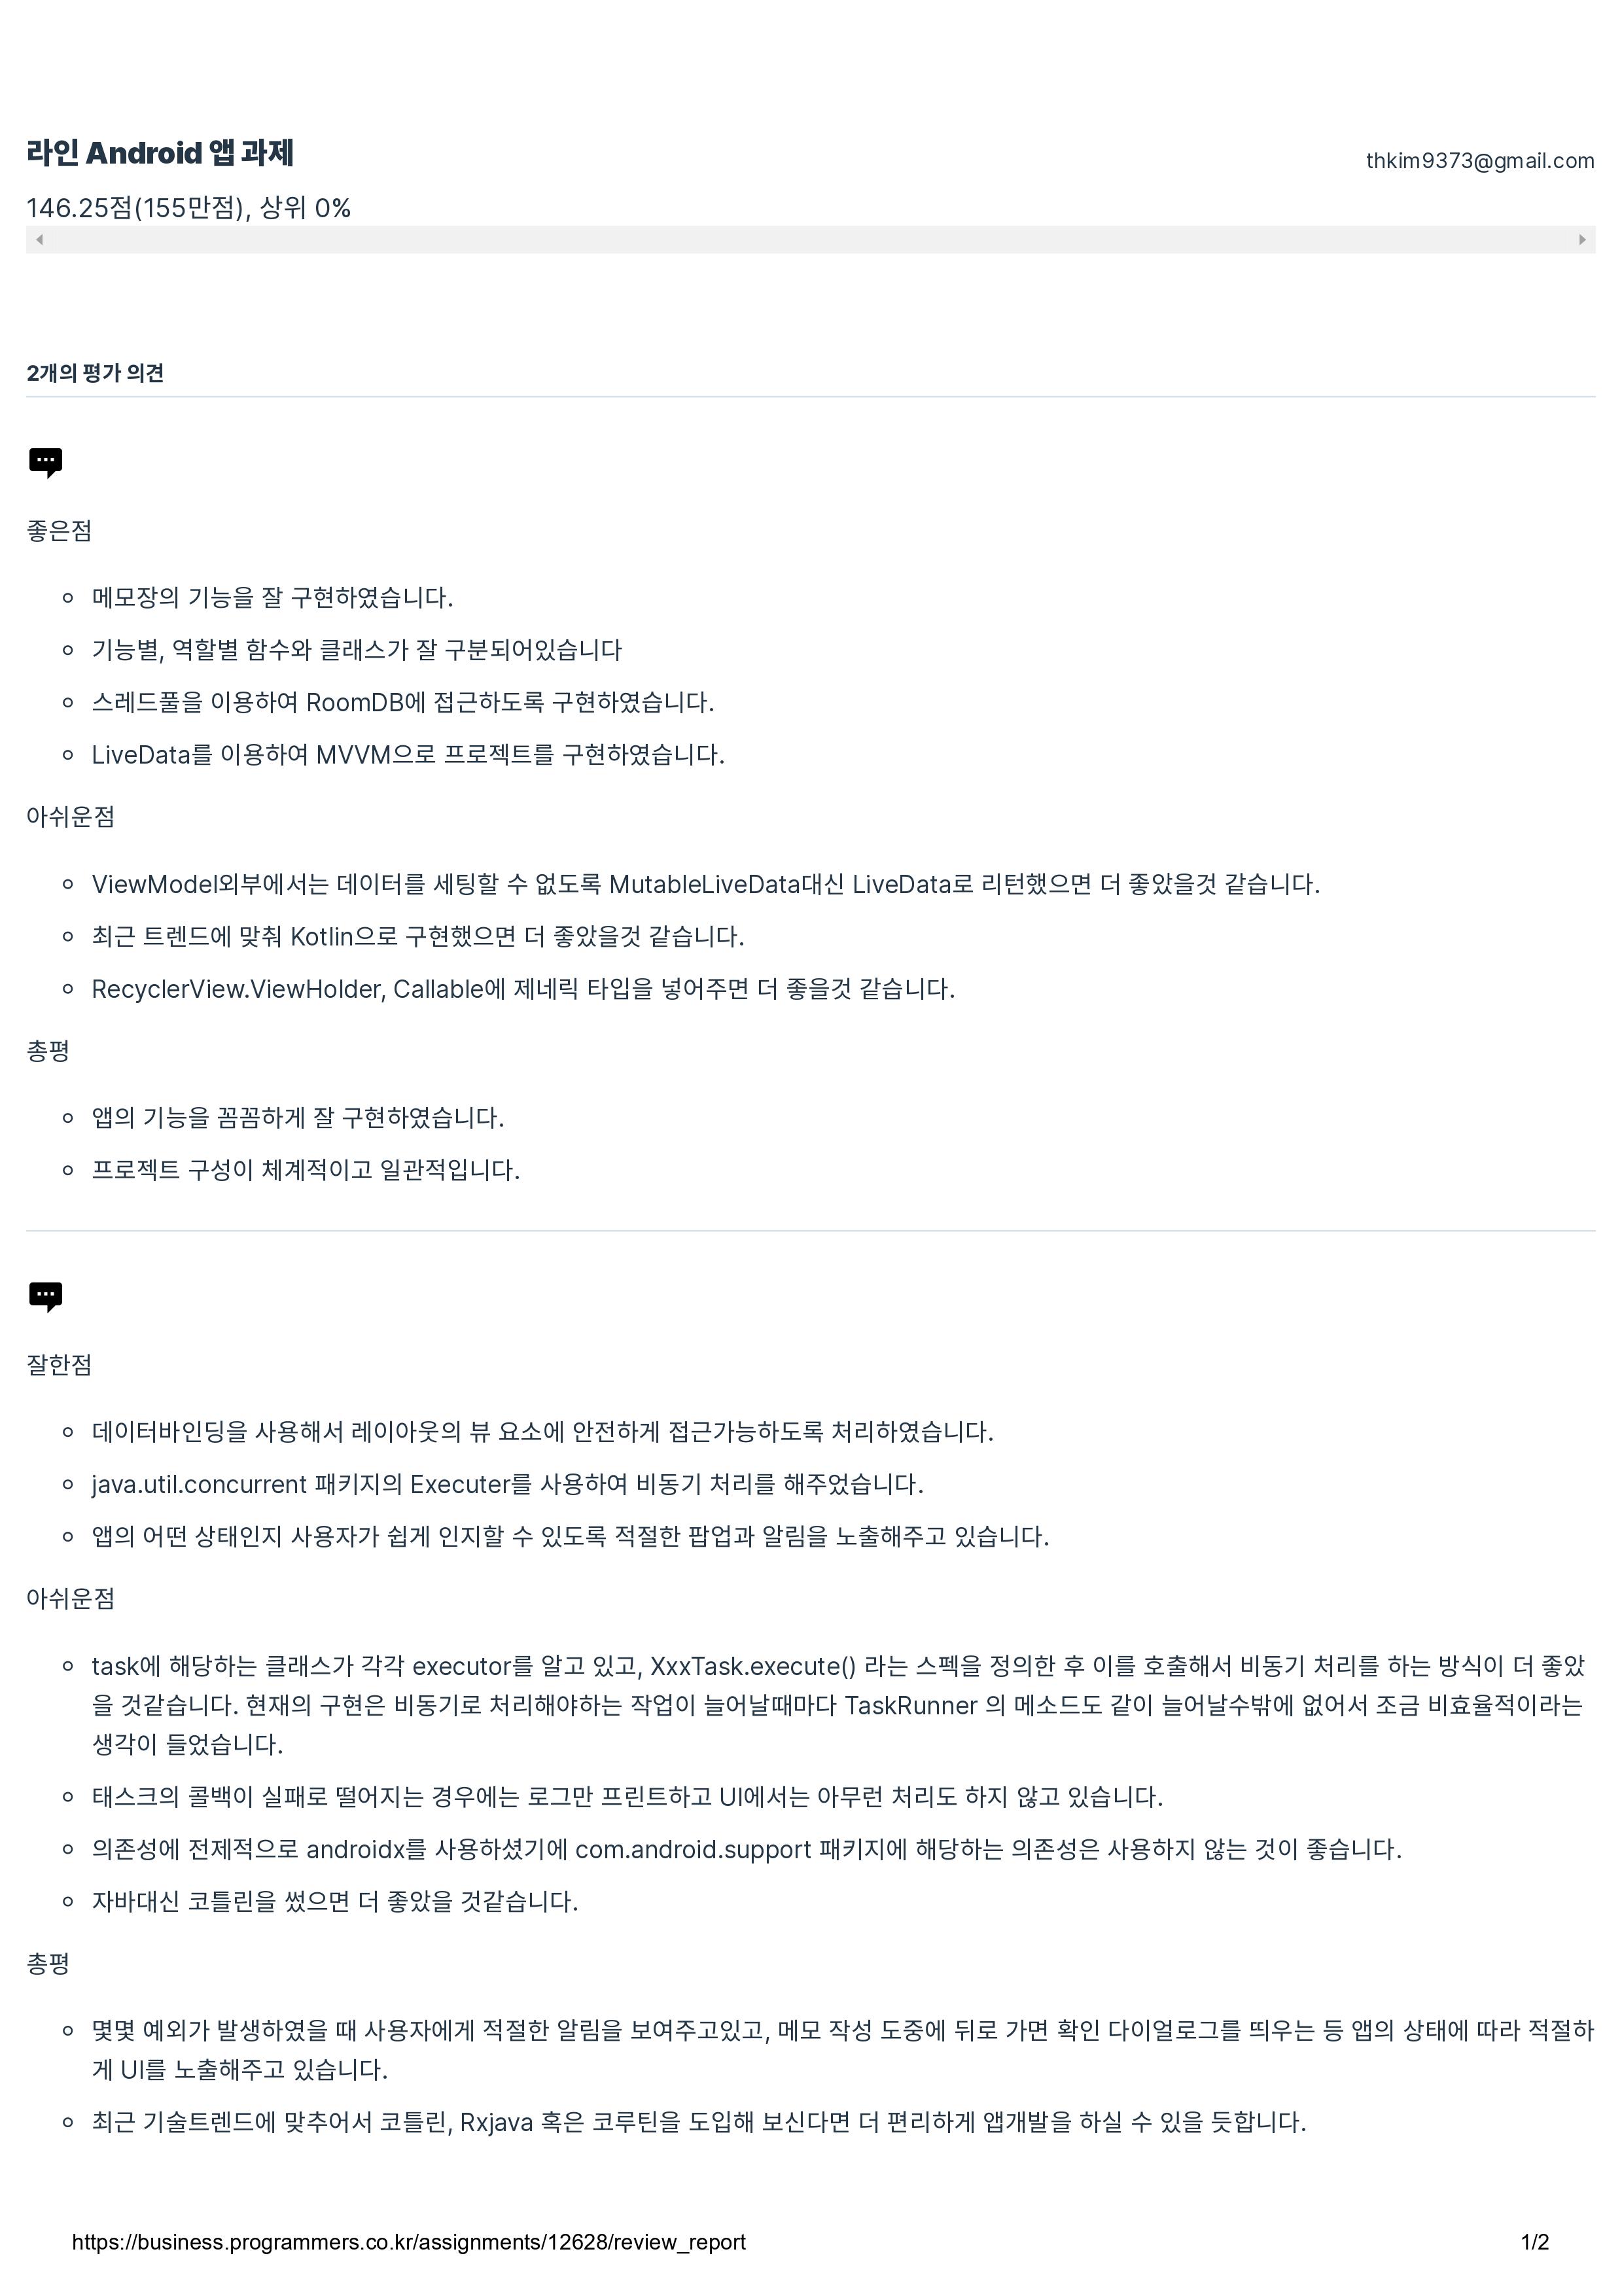 라인 Android 앱 과제
thkim9373@gmail.com
146.25점(155만점), 상위 0%
2개의 평가 의견
좋은점
메모장의 기능을 잘 구현하였습니다.
기능별, 역할별 함수와 클래스가 잘 구분되어있습니다
스레드풀을 이용하여 RoomDB에 접근하도록 구현하였습니다.
LiveData를 이용하여 MVVM으로 프로젝트를 구현하였습니다.
아쉬운점
ViewModel외부에서는 데이터를 세팅할 수 없도록 MutableLiveData대신 LiveData로 리턴했으면 더 좋았을것 같습니다.
최근 트렌드에 맞춰 Kotlin으로 구현했으면 더 좋았을것 같습니다.
RecyclerView.ViewHolder, Callable에 제네릭 타입을 넣어주면 더 좋을것 같습니다.
총평
앱의 기능을 꼼꼼하게 잘 구현하였습니다.
프로젝트 구성이 체계적이고 일관적입니다.
잘한점
데이터바인딩을 사용해서 레이아웃의 뷰 요소에 안전하게 접근가능하도록 처리하였습니다.
java.util.concurrent 패키지의 Executer를 사용하여 비동기 처리를 해주었습니다.
앱의 어떤 상태인지 사용자가 쉽게 인지할 수 있도록 적절한 팝업과 알림을 노출해주고 있습니다.
아쉬운점
task에 해당하는 클래스가 각각 executor를 알고 있고, XxxTask.execute() 라는 스펙을 정의한 후 이를 호출해서 비동기 처리를 하는 방식이 더 좋았
을 것같습니다. 현재의 구현은 비동기로 처리해야하는 작업이 늘어날때마다 TaskRunner 의 메소드도 같이 늘어날수밖에 없어서 조금 비효율적이라는
생각이 들었습니다.
태스크의 콜백이 실패로 떨어지는 경우에는 로그만 프린트하고 UI에서는 아무런 처리도 하지 않고 있습니다.
의존성에 전제적으로 androidx를 사용하셨기에 com.android.support 패키지에 해당하는 의존성은 사용하지 않는 것이 좋습니다.
자바대신 코틀린을 썼으면 더 좋았을 것같습니다.
총평
몇몇 예외가 발생하였을 때 사용자에게 적절한 알림을 보여주고있고, 메모 작성 도중에 뒤로 가면 확인 다이얼로그를 띄우는 등 앱의 상태에 따라 적절하
게 UI를 노출해주고 있습니다.
최근 기술트렌드에 맞추어서 코틀린, Rxjava 혹은 코루틴을 도입해 보신다면 더 편리하게 앱개발을 하실 수 있을 듯합니다.
https://business.programmers.co.kr/assignments/12628/review_report
1/2